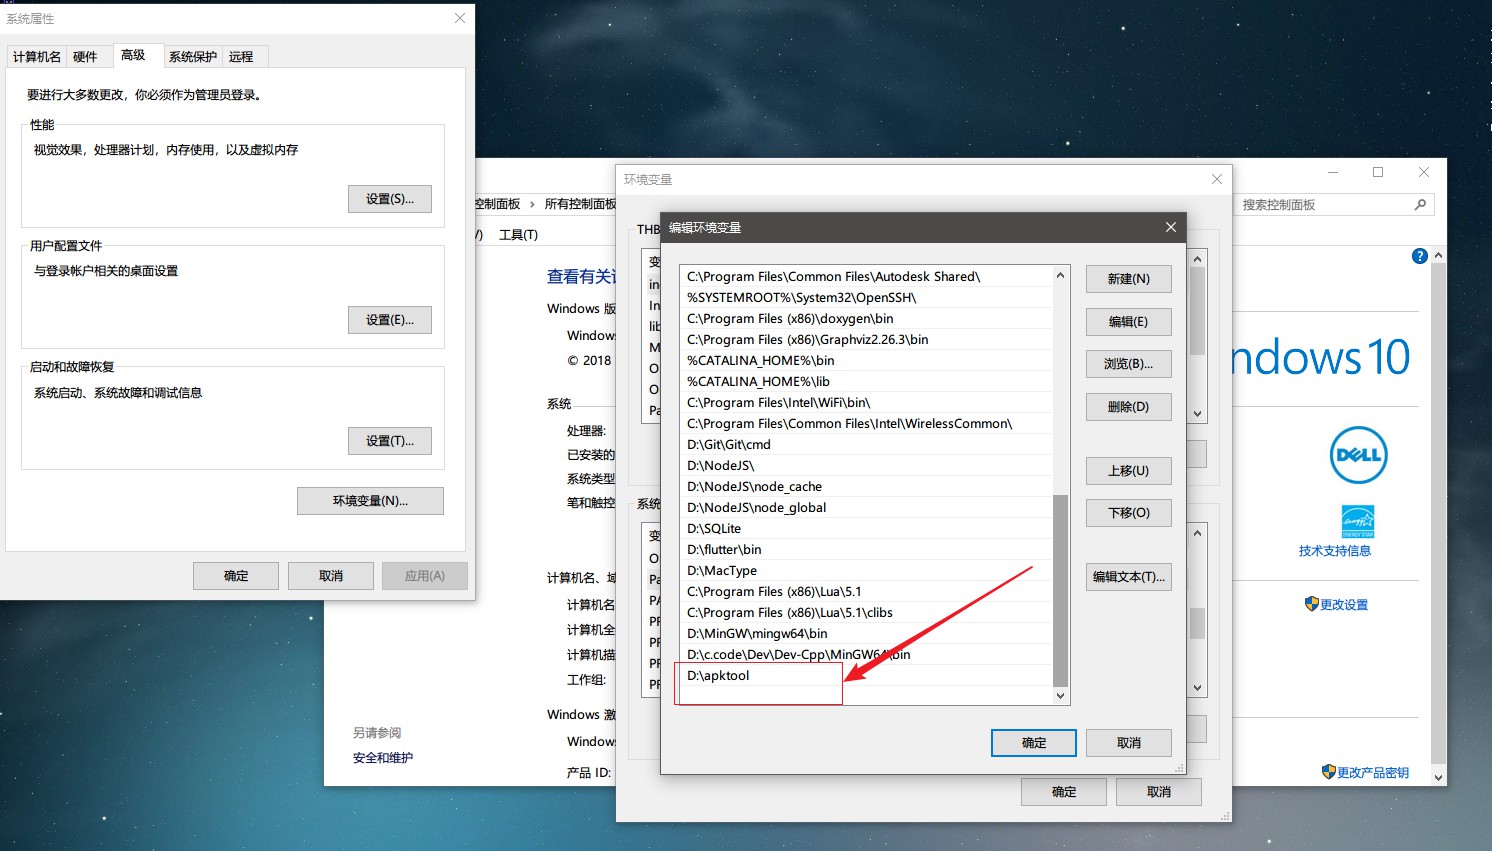 系统属性
计算机名
硬件
高级
系统保护
远程
要进行大多数更改，你必须作为管理员登录。
性能
视觉效果，处理器计划，内存使用，以及虚拟内存
设置(S)...
用户配置文件
与登录帐户相关的桌面设置
设置(E)...
启动和故障恢复
系统启动、系统故障和调试信息
设置(T)...
环境变量(N)...
确定
取消
应用(A)
控制面板 › 所有控制面板
搜索控制面板
工具(T)
查看有关
Windows 版
Window
© 2018
系统
处理器:
已安装的
系统类型
笔和触控
计算机名、域
计算机名
计算机全
计算机描
工作组:
Windows 激
Window
产品 ID:
另请参阅
安全和维护
ndows 10
DELL
ENERGY STAR
技术支持信息
更改设置
更改产品密钥
环境变量
THB
变
in
In
lib
M
O
O
Pa
系统
变
O
Pa
PA
PR
PR
PR
PR
确定
取消
编辑环境变量
C:\Program Files\Common Files\Autodesk Shared\
%SYSTEMROOT%\System32\OpenSSH\
C:\Program Files (x86)\doxygen\bin
C:\Program Files (x86)\Graphviz2.26.3\bin
%CATALINA_HOME%\bin
%CATALINA_HOME%\lib
C:\Program Files\Intel\WiFi\bin\
C:\Program Files\Common Files\Intel\WirelessCommon\
D:\Git\Git\cmd
D:\NodeJS\
D:\NodeJS\node_cache
D:\NodeJS\node_global
D:\SQLite
D:\flutter\bin
D:\MacType
C:\Program Files (x86)\Lua\5.1
C:\Program Files (x86)\Lua\5.1\clibs
D:\MinGW\mingw64\bin
D:\c.code\Dev\Dev-Cpp\MinGW64\bin
D:\apktool
新建(N)
编辑(E)
浏览(B)...
删除(D)
上移(U)
下移(O)
编辑文本(T)...
确定
取消